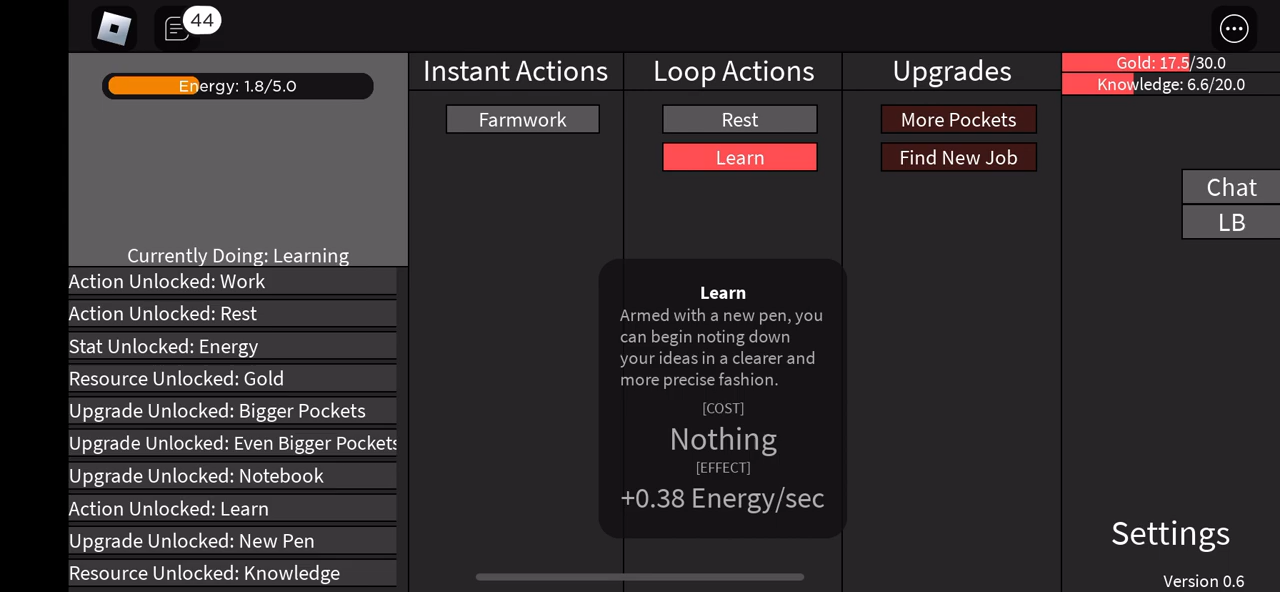 44
Energy: 1.8/5.0
Currently Doing: Learning
Action Unlocked: Work
Action Unlocked: Rest
Stat Unlocked: Energy
Resource Unlocked: Gold
Upgrade Unlocked: Bigger Pockets
Upgrade Unlocked: Even Bigger Pockets
Upgrade Unlocked: Notebook
Action Unlocked: Learn
Upgrade Unlocked: New Pen
Resource Unlocked: Knowledge
Instant Actions
Farmwork
Loop Actions
Rest
Learn
Upgrades
More Pockets
Find New Job
Learn
Armed with a new pen, you
can begin noting down
your ideas in a clearer and
more precise fashion.
[COST]
Nothing
[EFFECT]
+0.38 Energy/sec
Gold: 17.5/30.0
Knowledge: 6.6/20.0
Chat
LB
Settings
Version 0.6